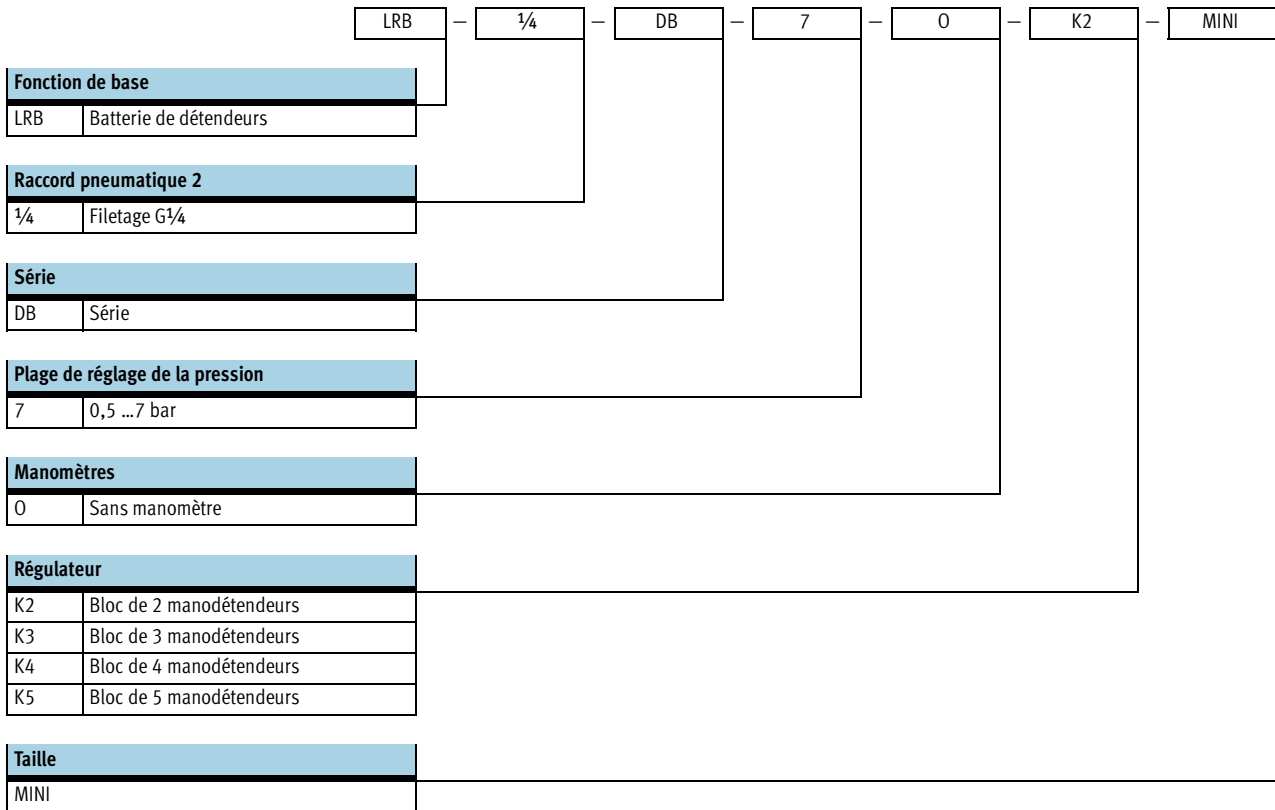 LRB — ¼ — DB — 7 — O — K2 — MINI
Fonction de base
LRB Batterie de détendeurs
Raccord pneumatique 2
¼ Filetage G¼
Série
DB Série
Plage de réglage de la pression
7 0,5 ...7 bar
Manomètres
O Sans manomètre
Régulateur
K2 Bloc de 2 manodétendeurs
K3 Bloc de 3 manodétendeurs
K4 Bloc de 4 manodétendeurs
K5 Bloc de 5 manodétendeurs
Taille
MINI